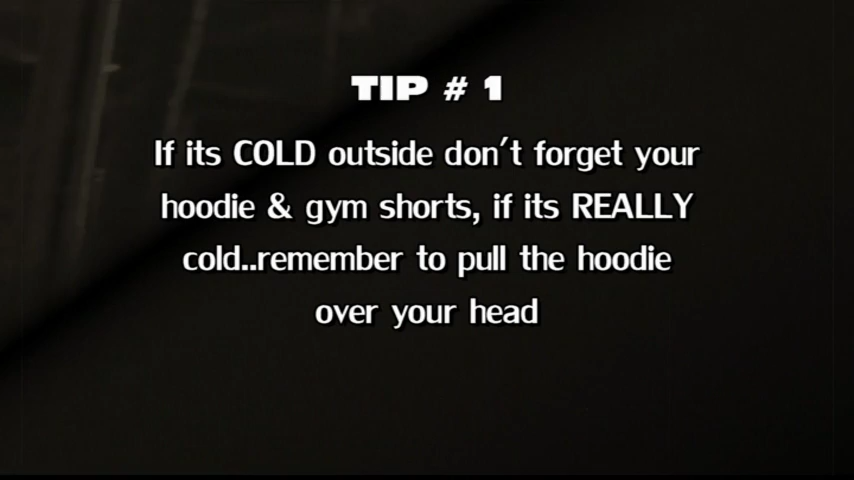 TIP # 1
If its COLD outside don't forget your
hoodie & gym shorts, if its REALLY
cold..remember to pull the hoodie
over your head